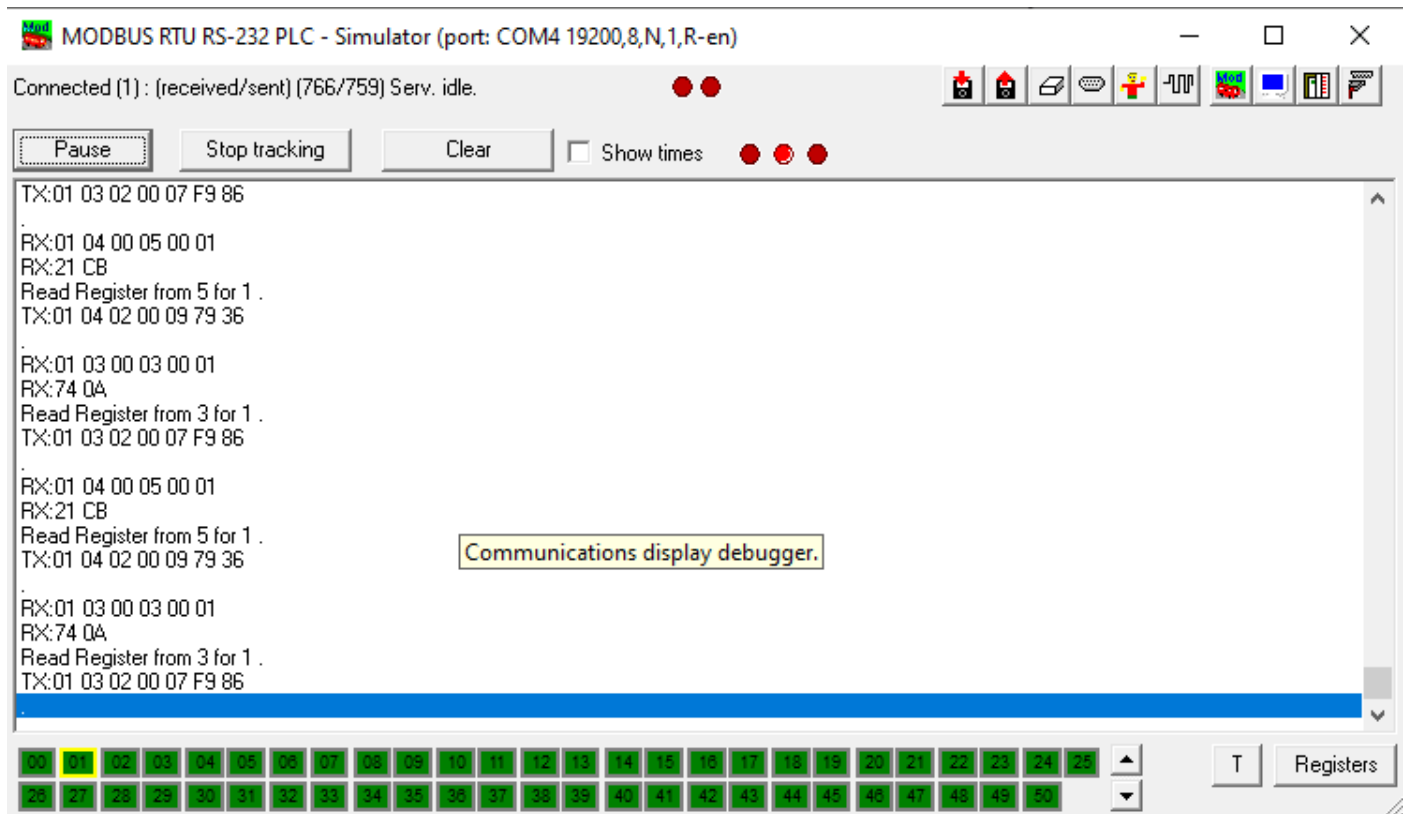 MODBUS RTU RS-232 PLC - Simulator (port: COM4 19200,8,N,1,R-en)
Connected (1) : (received/sent) (766/759) Serv. idle.
Pause Stop tracking Clear Show times
TX:01 03 02 00 07 F9 86
.
RX:01 04 00 05 00 01
RX:21 CB
Read Register from 5 for 1 .
TX:01 04 02 00 09 79 36
.
RX:01 03 00 03 00 01
RX:74 0A
Read Register from 3 for 1 .
TX:01 03 02 00 07 F9 86
.
RX:01 04 00 05 00 01
RX:21 CB
Read Register from 5 for 1 .
TX:01 04 02 00 09 79 36
Communications display debugger.
.
RX:01 03 00 03 00 01
RX:74 0A
Read Register from 3 for 1 .
TX:01 03 02 00 07 F9 86
.
00 01 02 03 04 05 06 07 08 09 10 11 12 13 14 15 16 17 18 19 20 21 22 23 24 25 T Registers
26 27 28 29 30 31 32 33 34 35 36 37 38 39 40 41 42 43 44 45 46 47 48 49 50